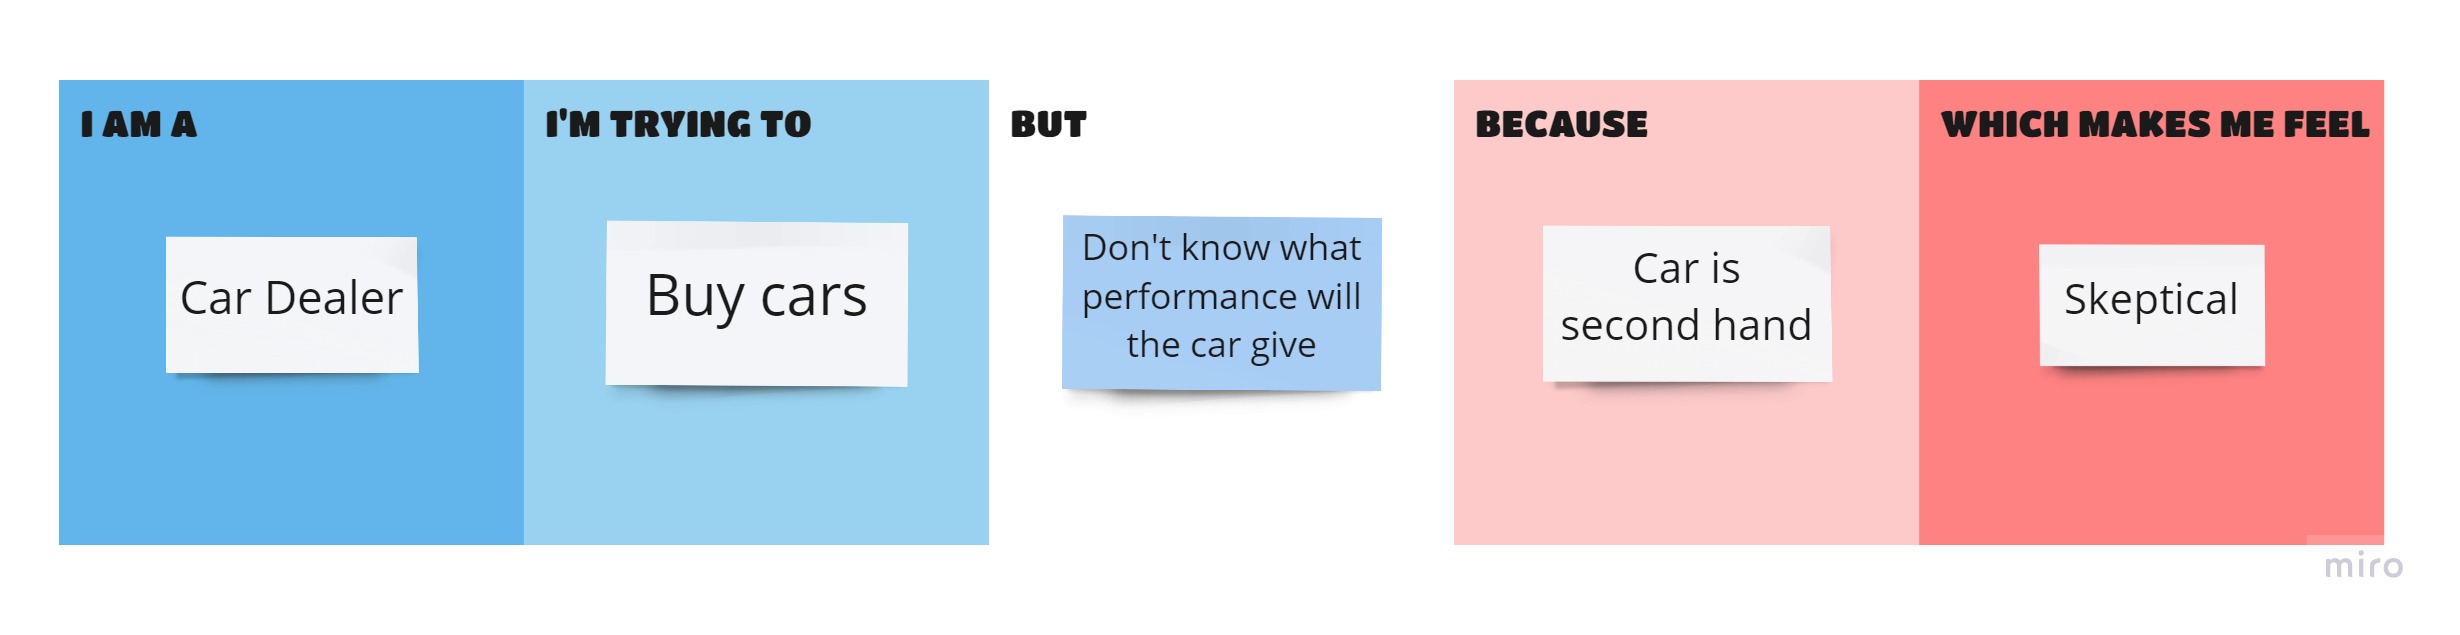 I AM A
Car Dealer
I'M TRYING TO
Buy cars
BUT
Don't know what
performance will
the car give
BECAUSE
Car is
second hand
WHICH MAKES ME FEEL
Skeptical
miro